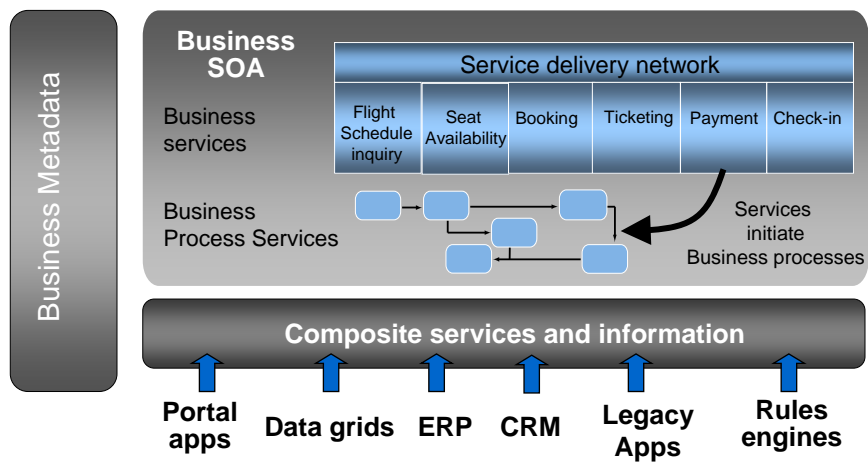 Business Metadata
Business
SOA
Service delivery network
Business
services
Flight
Schedule
inquiry
Seat
Availability
Booking
Ticketing
Payment
Check-in
Business
Process Services
Services
initiate
Business processes
Composite services and information
Portal
apps
Data grids
ERP
CRM
Legacy
Apps
Rules
engines